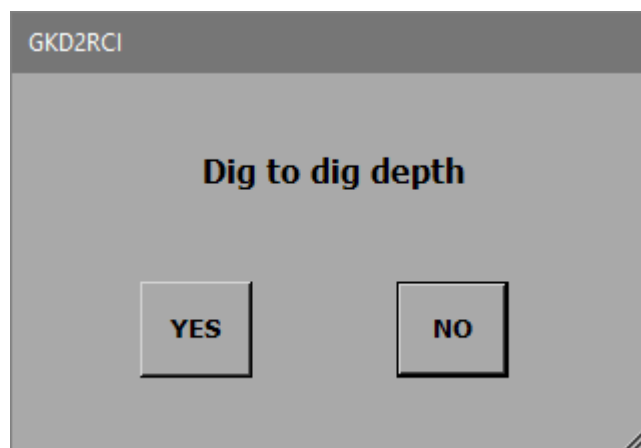 GKD2RCI
Dig to dig depth
YES NO